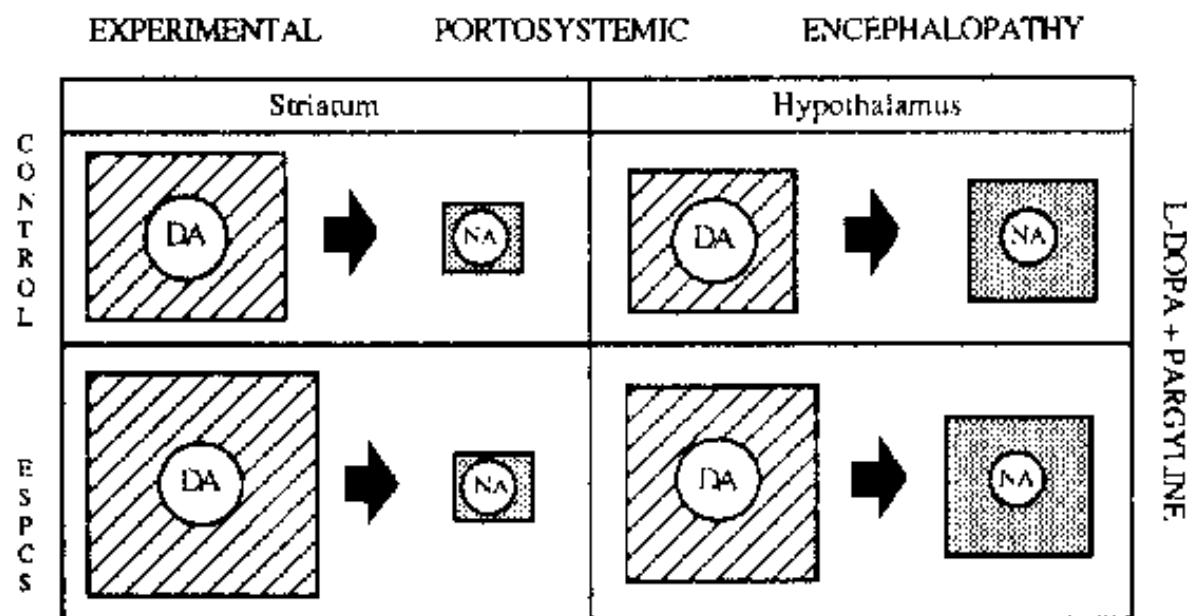 EXPERIMENTAL PORTOSYSTEMIC ENCEPHALOPATHY
Striatum Hypothalamus
CONTROL
DA NA DA NA
ESPCS
DA NA DA NA
L-DOPA + PARGYLINE